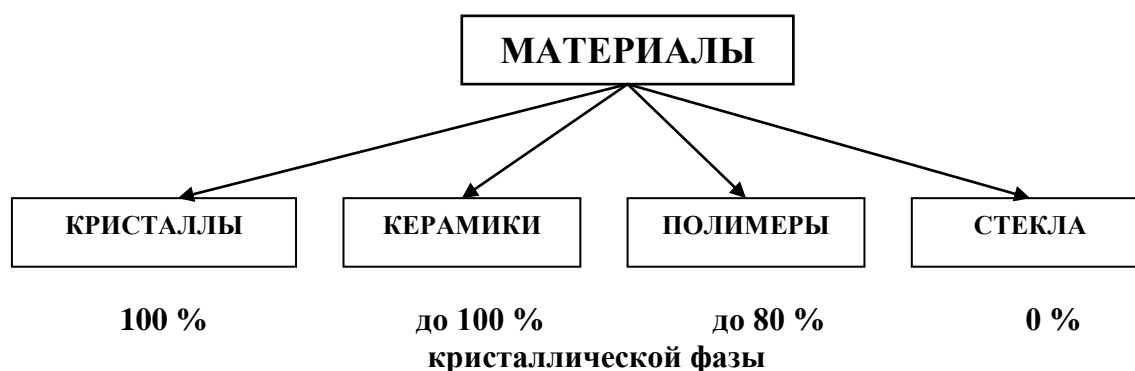 МАТЕРИАЛЫ
КРИСТАЛЛЫ КЕРАМИКИ ПОЛИМЕРЫ СТЕКЛА
100 % до 100 % до 80 % 0 %
кристаллической фазы